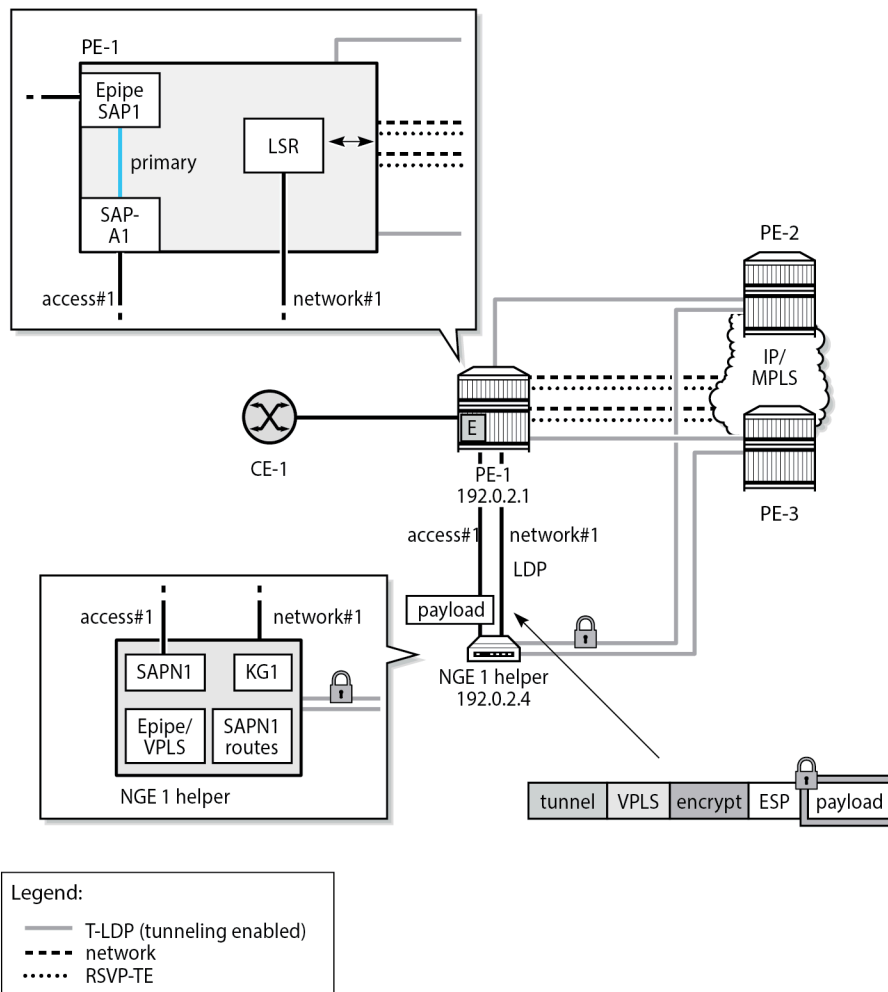 PE-1
Epipe
SAP1
primary
LSR
SAP-
A1
access#1
network#1
PE-2
IP/
MPLS
CE-1
E
PE-1
192.0.2.1
PE-3
access#1
network#1
LDP
payload
NGE 1 helper
192.0.2.4
access#1
network#1
SAPN1
KG1
Epipe/
VPLS
SAPN1
routes
NGE 1 helper
tunnel VPLS encrypt ESP payload
Legend:
T-LDP (tunneling enabled)
network
RSVP-TE